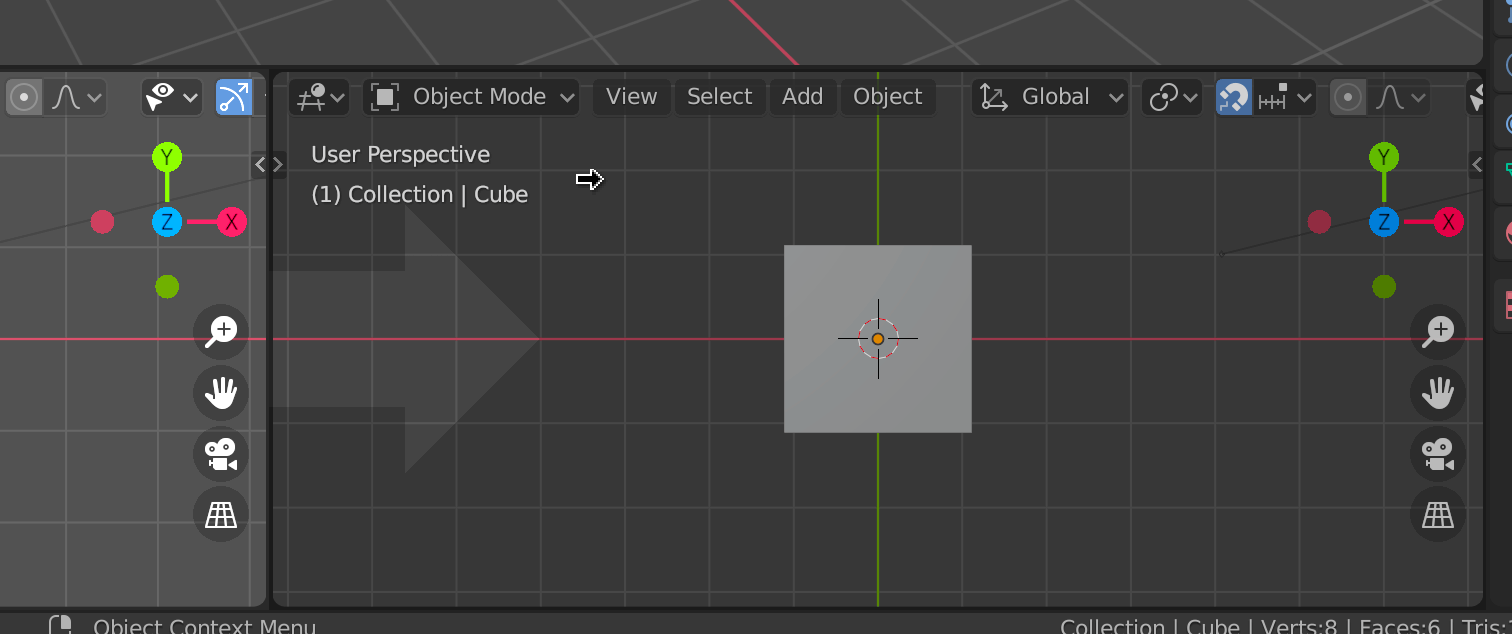 Object Mode View Select Add Object Global
User Perspective
(1) Collection | Cube
Y Y
Z X Z X
Object Context Menu Collection | Cube | Verts:8 | Faces:6 | Tris: